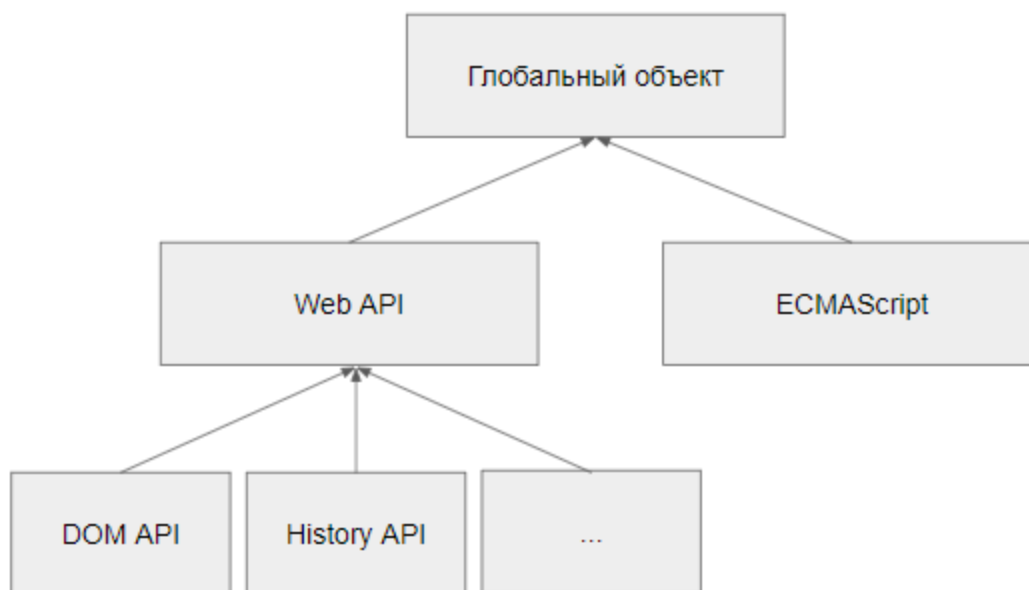 Глобальный объект
Web API
ECMAScript
DOM API
History API
...